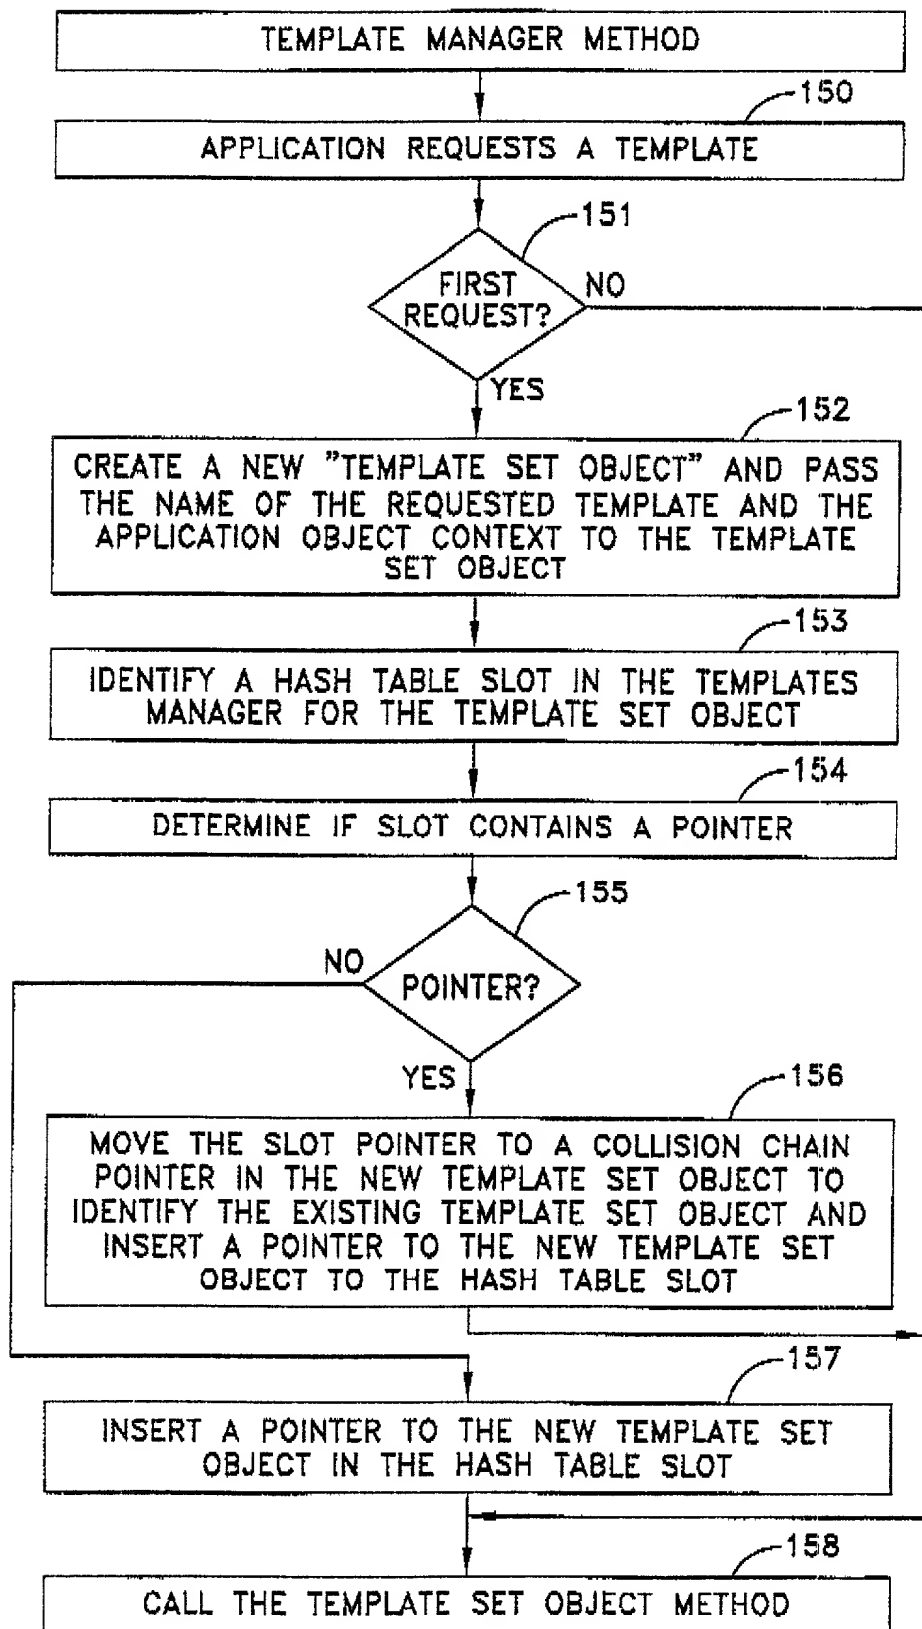 TEMPLATE MANAGER METHOD
150
APPLICATION REQUESTS A TEMPLATE
151
FIRST
REQUEST?
NO
YES
152
CREATE A NEW "TEMPLATE SET OBJECT" AND PASS
THE NAME OF THE REQUESTED TEMPLATE AND THE
APPLICATION OBJECT CONTEXT TO THE TEMPLATE
SET OBJECT
153
IDENTIFY A HASH TABLE SLOT IN THE TEMPLATES
MANAGER FOR THE TEMPLATE SET OBJECT
154
DETERMINE IF SLOT CONTAINS A POINTER
155
NO
POINTER?
YES
156
MOVE THE SLOT POINTER TO A COLLISION CHAIN
POINTER IN THE NEW TEMPLATE SET OBJECT TO
IDENTIFY THE EXISTING TEMPLATE SET OBJECT AND
INSERT A POINTER TO THE NEW TEMPLATE SET
OBJECT TO THE HASH TABLE SLOT
157
INSERT A POINTER TO THE NEW TEMPLATE SET
OBJECT IN THE HASH TABLE SLOT
158
CALL THE TEMPLATE SET OBJECT METHOD